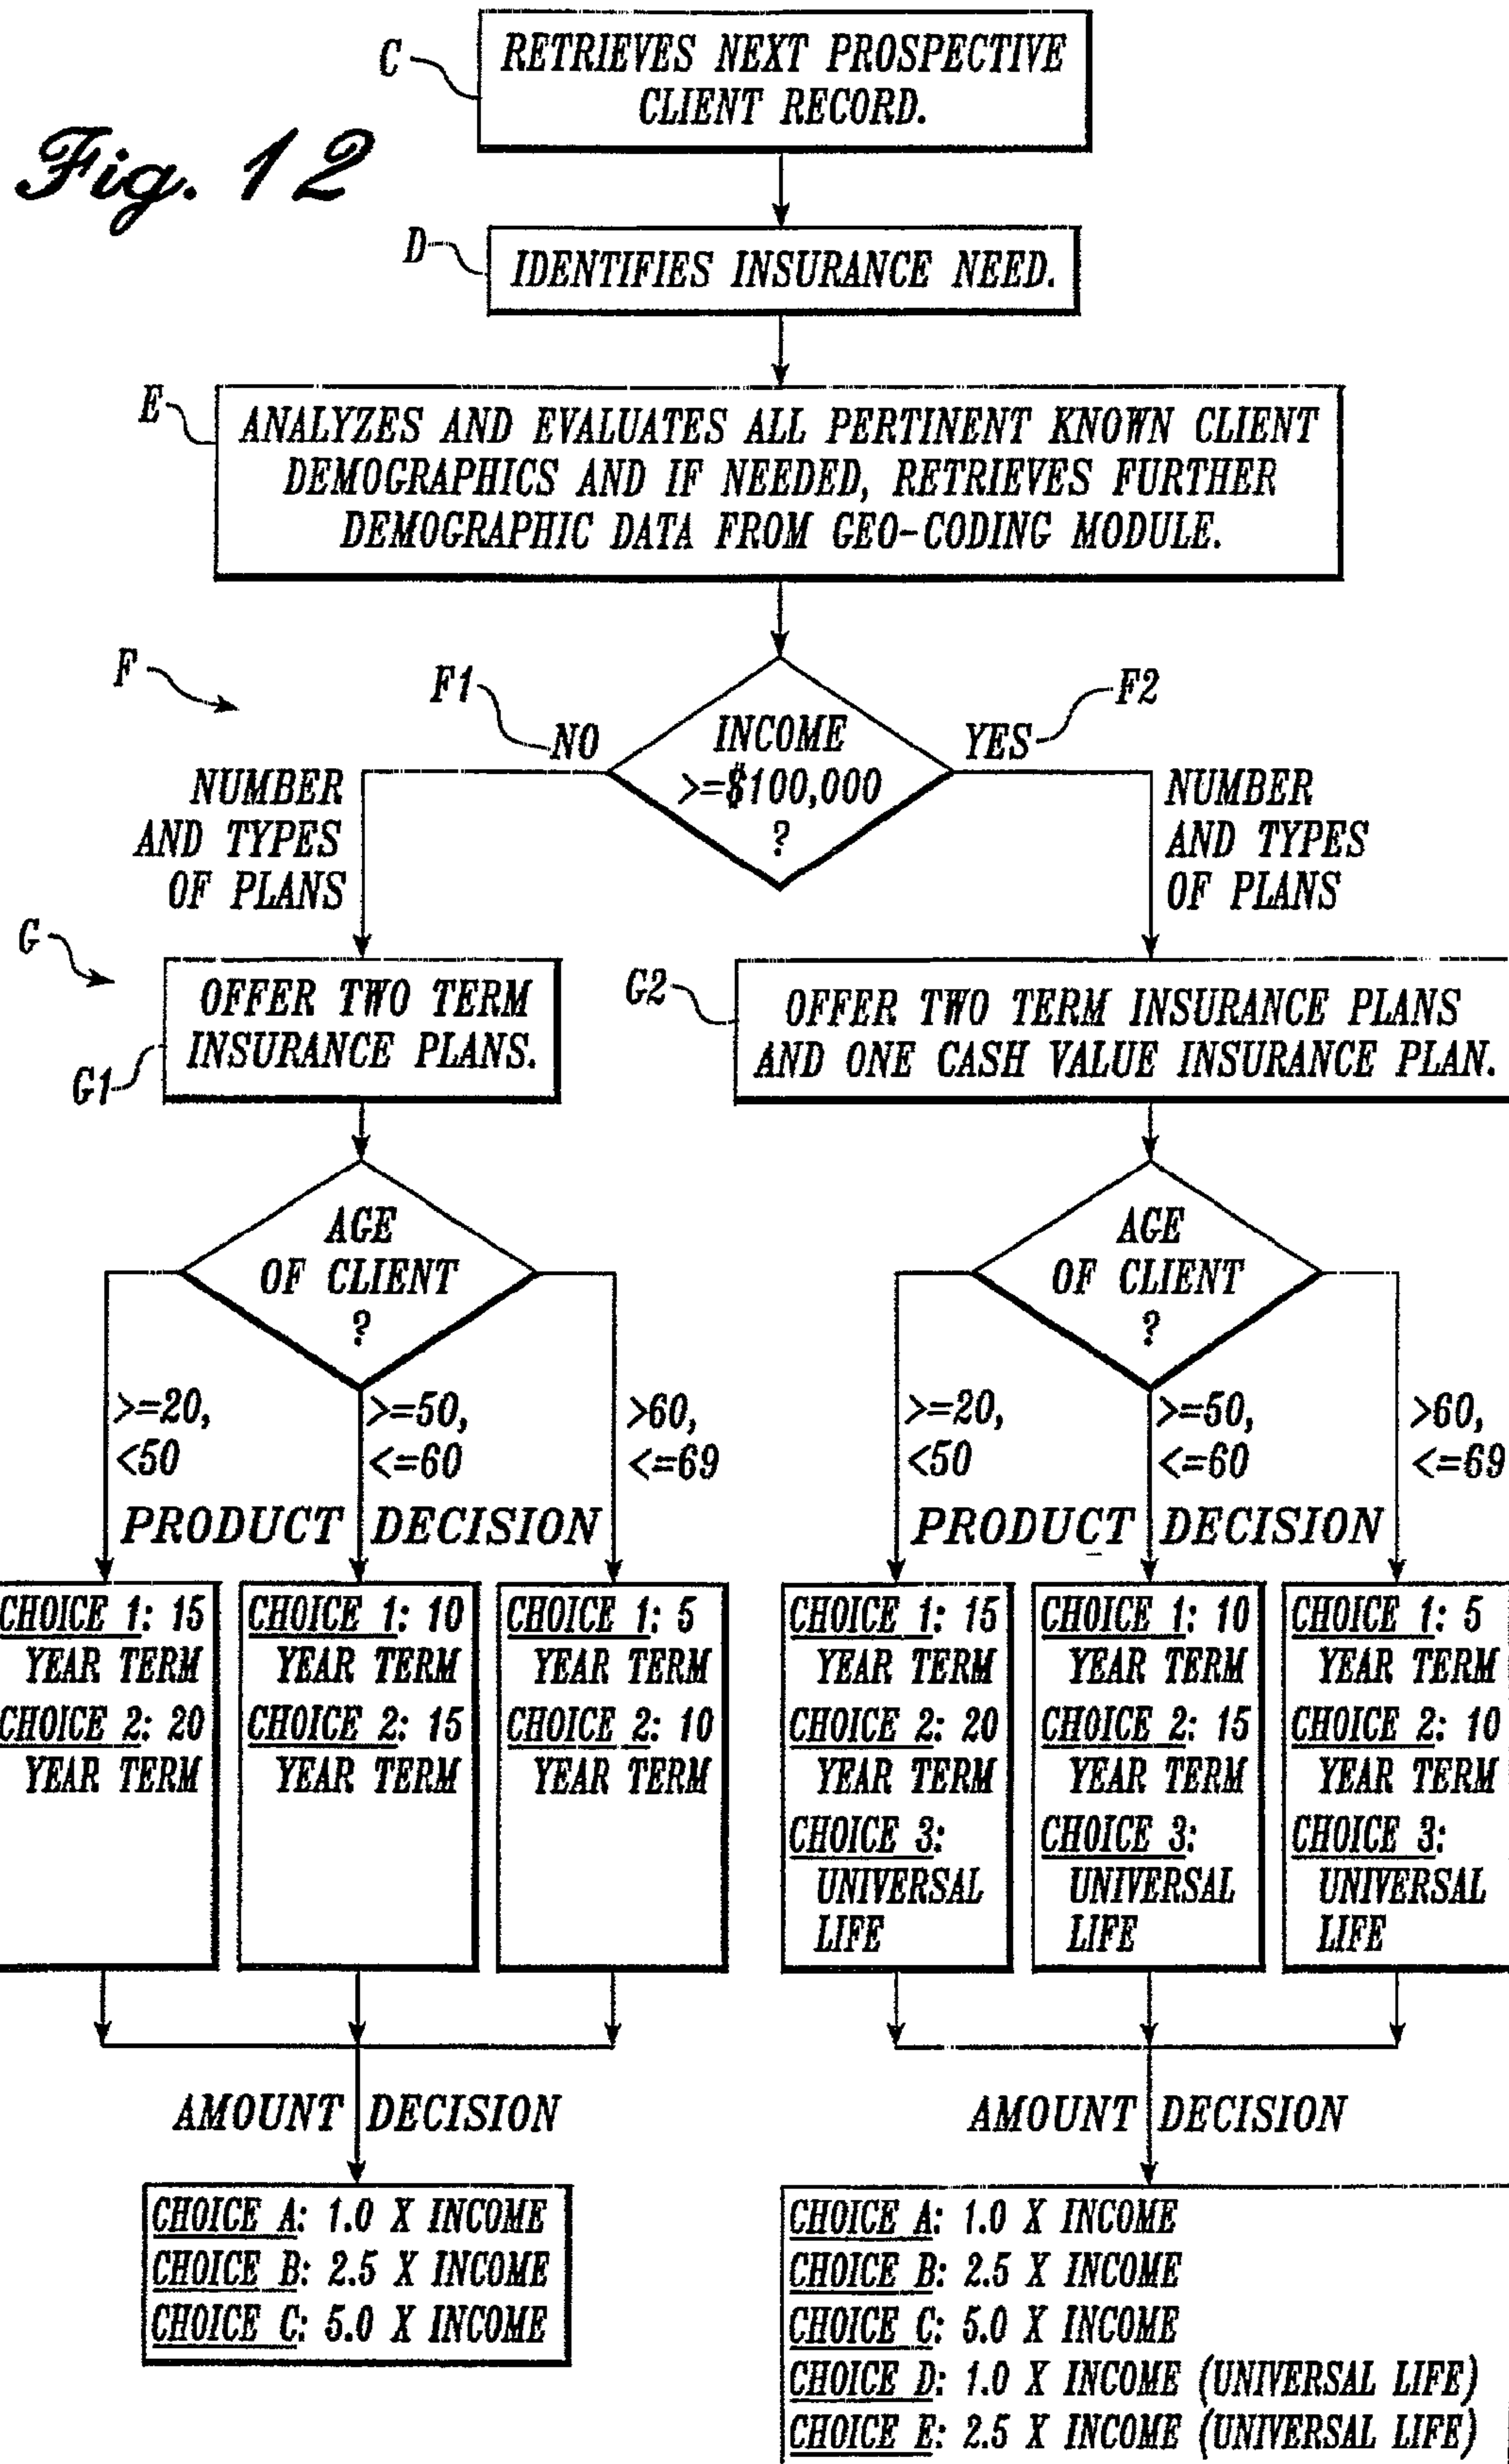 Fig. 12
C
RETRIEVES NEXT PROSPECTIVE
CLIENT RECORD.
D
IDENTIFIES INSURANCE NEED.
E
ANALYZES AND EVALUATES ALL PERTINENT KNOWN CLIENT
DEMOGRAPHICS AND IF NEEDED, RETRIEVES FURTHER
DEMOGRAPHIC DATA FROM GEO-CODING MODULE.
F
F1
NO
INCOME
>=$100,000
?
YES
F2
NUMBER
AND TYPES
OF PLANS
NUMBER
AND TYPES
OF PLANS
G
OFFER TWO TERM
INSURANCE PLANS.
G1
G2
OFFER TWO TERM INSURANCE PLANS
AND ONE CASH VALUE INSURANCE PLAN.
AGE
OF CLIENT
?
>=20,
<50
>=50,
<=60
>60,
<=69
PRODUCT DECISION
CHOICE 1: 15
YEAR TERM
CHOICE 2: 20
YEAR TERM
CHOICE 1: 10
YEAR TERM
CHOICE 2: 15
YEAR TERM
CHOICE 1: 5
YEAR TERM
CHOICE 2: 10
YEAR TERM
AMOUNT DECISION
CHOICE A: 1.0 X INCOME
CHOICE B: 2.5 X INCOME
CHOICE C: 5.0 X INCOME
AGE
OF CLIENT
?
>=20,
<50
>=50,
<=60
>60,
<=69
PRODUCT DECISION
CHOICE 1: 15
YEAR TERM
CHOICE 2: 20
YEAR TERM
CHOICE 3:
UNIVERSAL
LIFE
CHOICE 1: 10
YEAR TERM
CHOICE 2: 15
YEAR TERM
CHOICE 3:
UNIVERSAL
LIFE
CHOICE 1: 5
YEAR TERM
CHOICE 2: 10
YEAR TERM
CHOICE 3:
UNIVERSAL
LIFE
AMOUNT DECISION
CHOICE A: 1.0 X INCOME
CHOICE B: 2.5 X INCOME
CHOICE C: 5.0 X INCOME
CHOICE D: 1.0 X INCOME (UNIVERSAL LIFE)
CHOICE E: 2.5 X INCOME (UNIVERSAL LIFE)